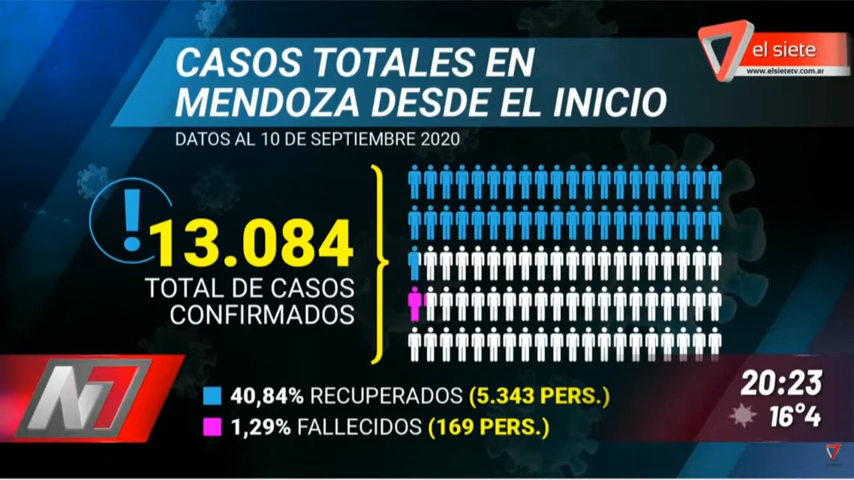 el siete
www.elsietetv.com.ar
CASOS TOTALES EN
MENDOZA DESDE EL INICIO
DATOS AL 10 DE SEPTIEMBRE 2020
!
13.084
TOTAL DE CASOS
CONFIRMADOS
40,84% RECUPERADOS (5.343 PERS.)
1,29% FALLECIDOS (169 PERS.)
N7
20:23
16°4